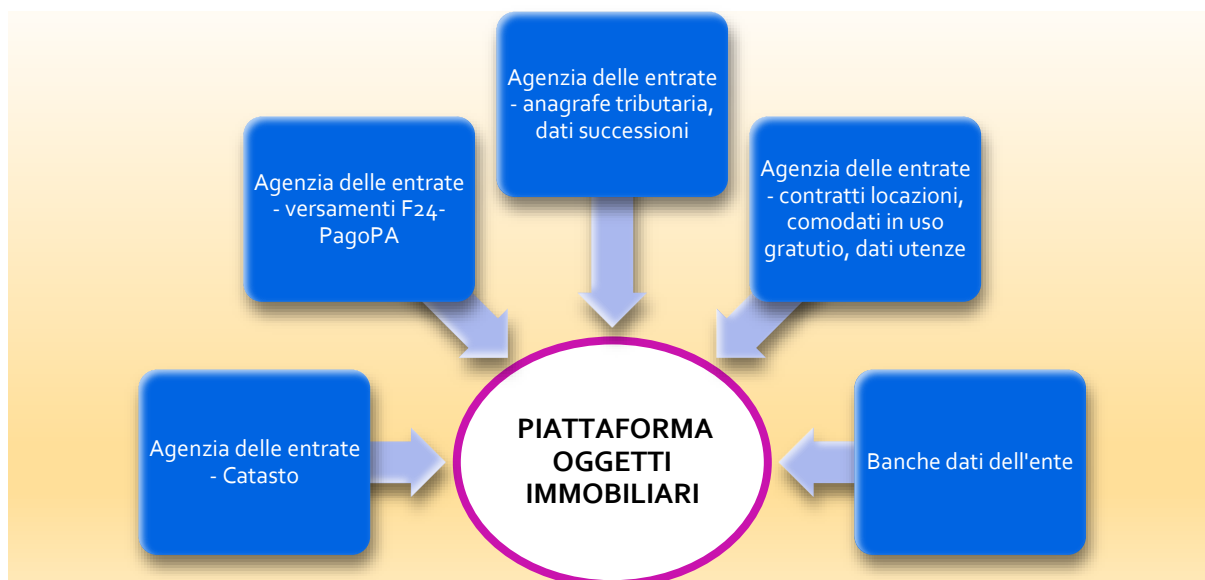 Agenzia delle entrate
- anagrafe tributaria,
dati successioni
Agenzia delle entrate
- versamenti F24-
PagoPA
Agenzia delle entrate
- contratti locazioni,
comodati in uso
gratutio, dati utenze
Agenzia delle entrate
- Catasto
PIATTAFORMA
OGGETTI
IMMOBILIARI
Banche dati dell'ente